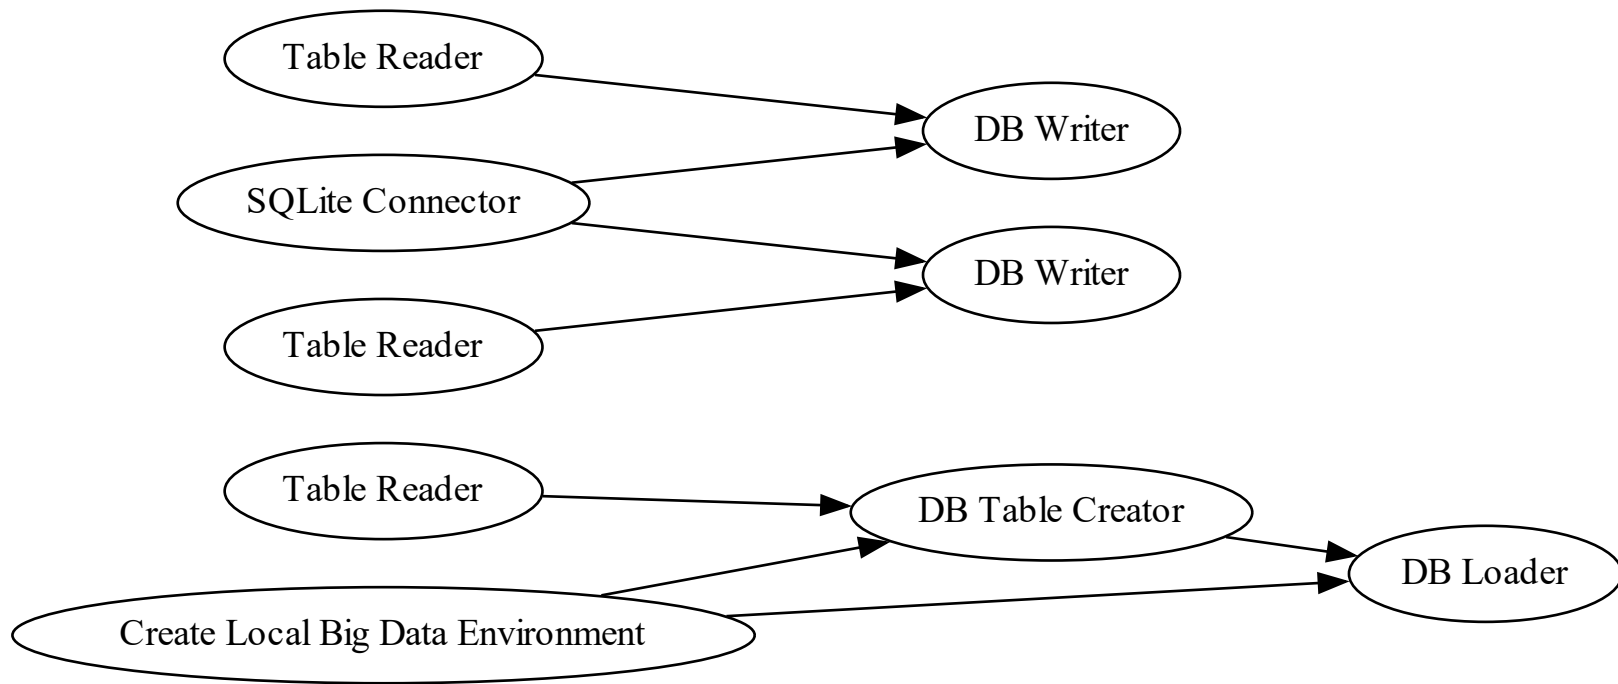 Table Reader
DB Writer
SQLite Connector
DB Writer
Table Reader
Table Reader
DB Table Creator
DB Loader
Create Local Big Data Environment